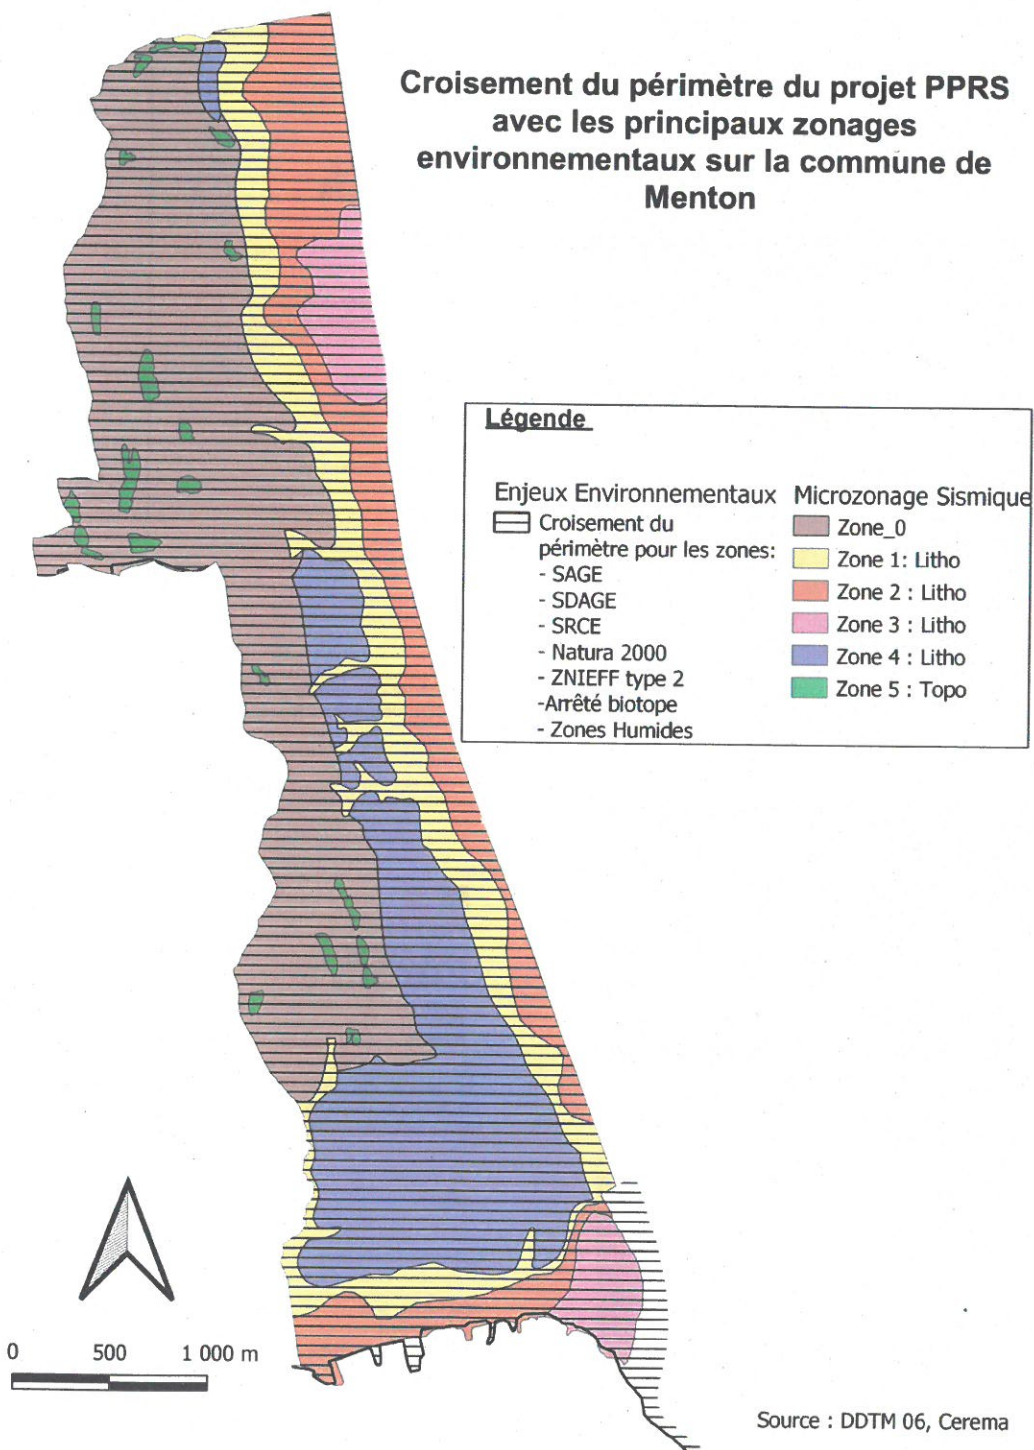 Croisement du périmètre du projet PPRS
avec les principaux zonages
environnementaux sur la commune de
Menton
Légende
Enjeux Environnementaux
Croisement du
périmètre pour les zones:
- SAGE
- SDAGE
- SRCE
- Natura 2000
- ZNIEFF type 2
-Arrêté biotope
- Zones Humides
Microzonage Sismique
Zone_0
Zone 1: Litho
Zone 2 : Litho
Zone 3 : Litho
Zone 4 : Litho
Zone 5 : Topo
0 500 1 000 m
Source : DDTM 06, Cerema